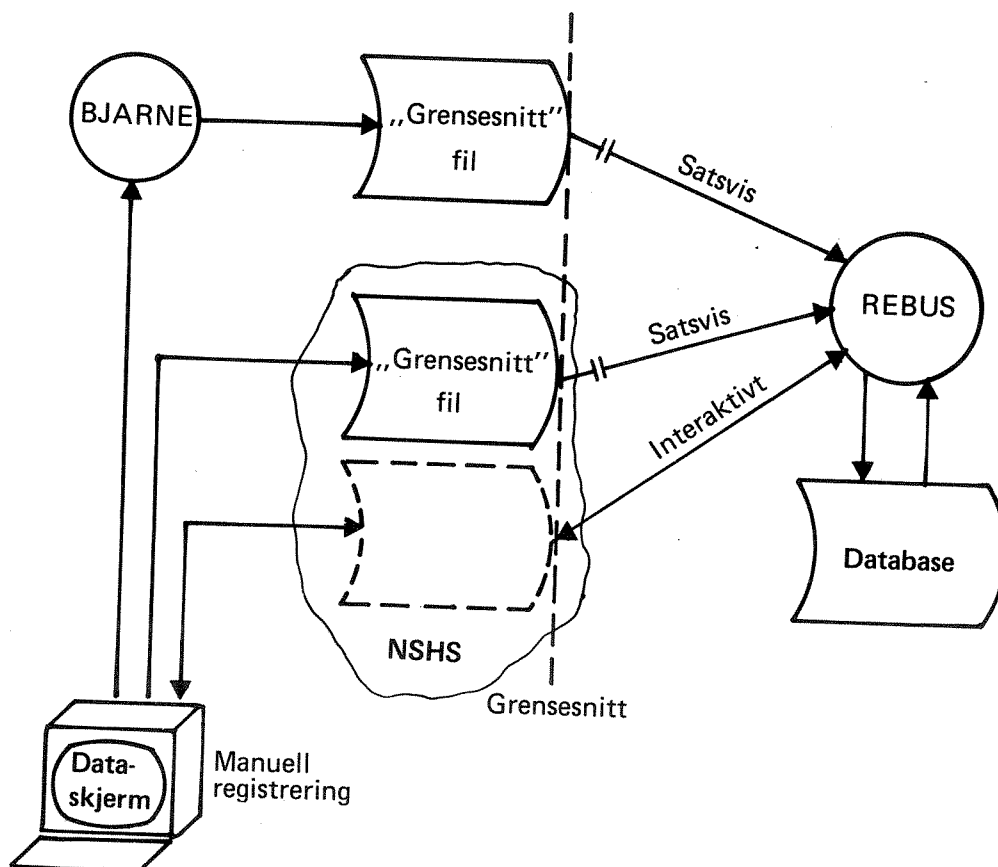 BJARNE
„Grensesnitt”
fil
Satsvis
REBUS
„Grensesnitt”
fil
Satsvis
Interaktivt
Database
NSHS
Grensesnitt
Data-
skjerm
Manuell
registrering